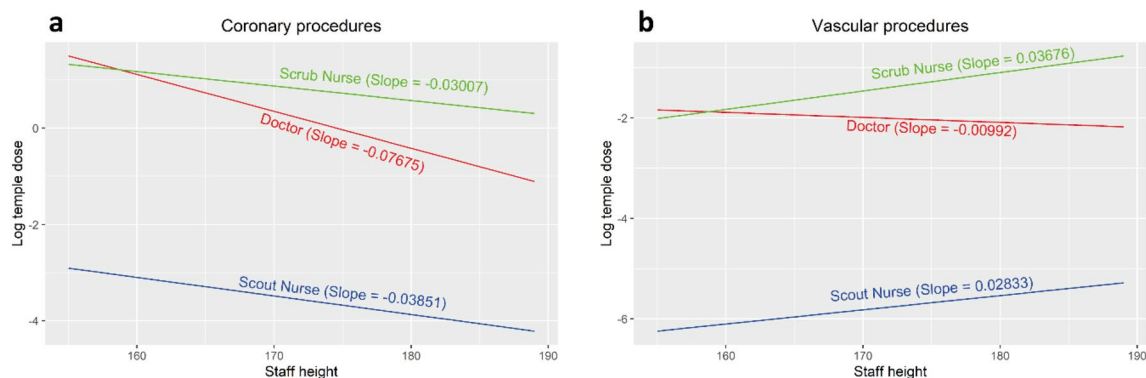 a
Coronary procedures
Log temple dose
0
-2
-4
Scrub Nurse (Slope = -0.03007)
Doctor (Slope = -0.07675)
Scout Nurse (Slope = -0.03851)
160
170
180
190
Staff height
b
Vascular procedures
Log temple dose
-2
-4
-6
Scrub Nurse (Slope = 0.03676)
Doctor (Slope = -0.00992)
Scout Nurse (Slope = 0.02833)
160
170
180
190
Staff height